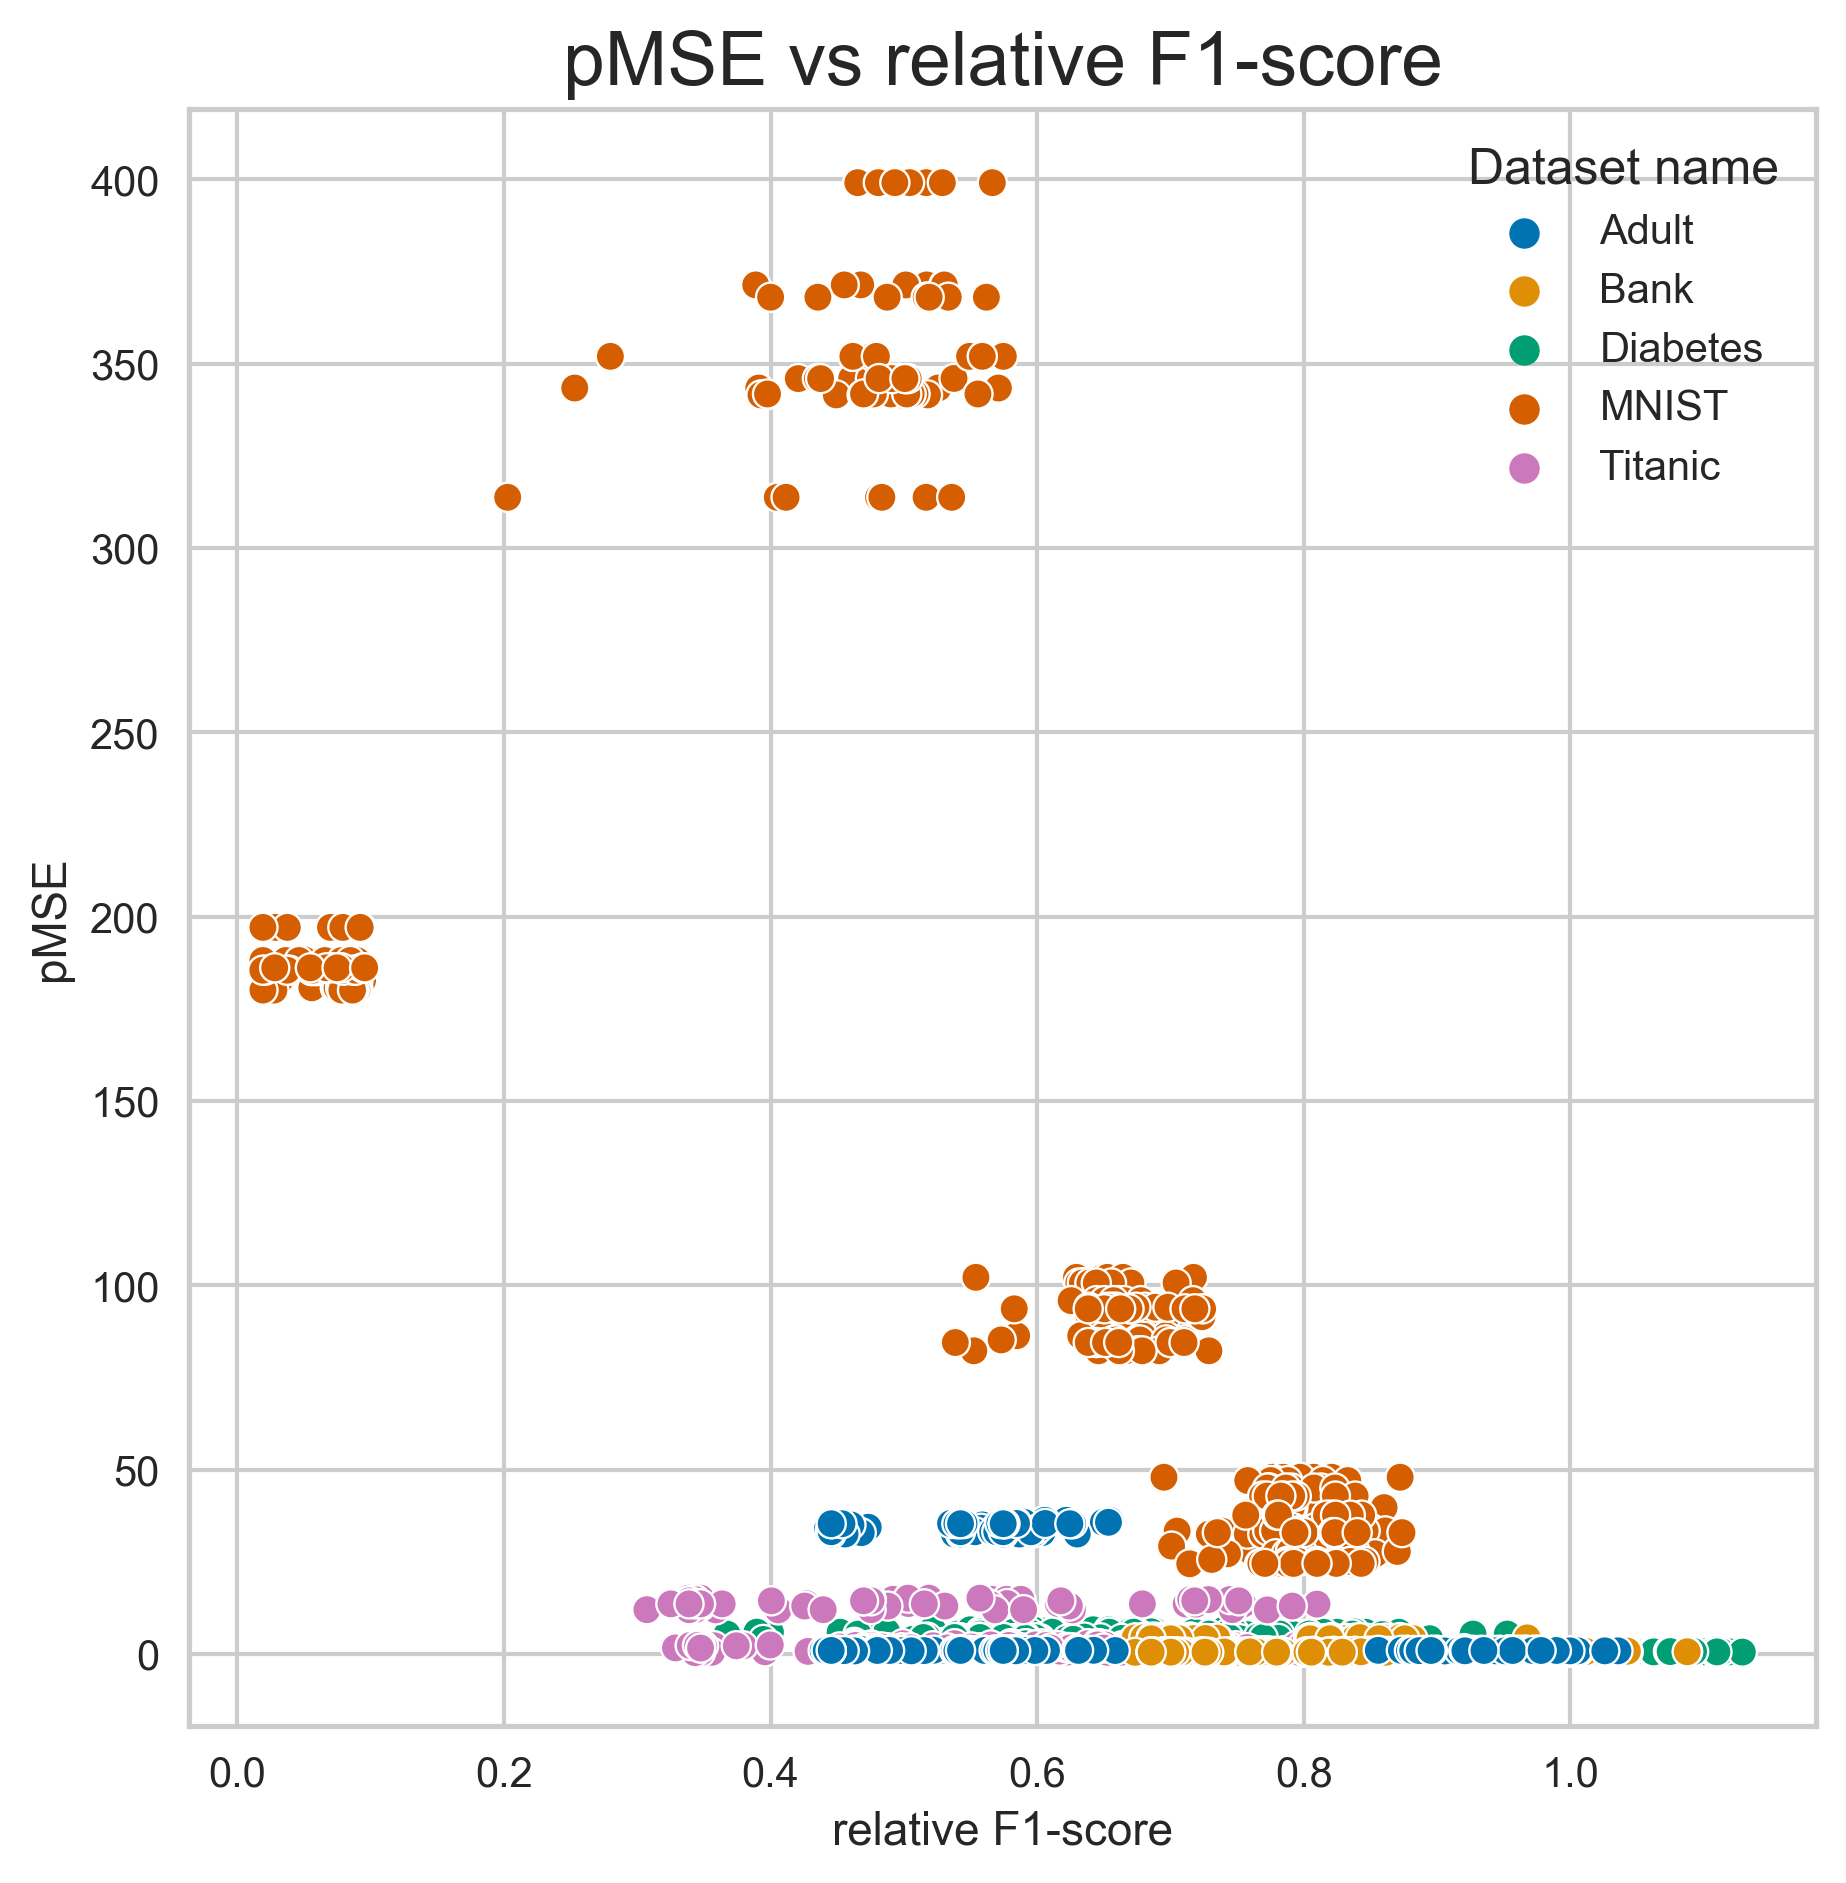 pMSE vs relative F1-score
Dataset name
Adult
Bank
Diabetes
MNIST
Titanic
400
350
300
250
200
150
100
50
0
pMSE
0.0 0.2 0.4 0.6 0.8 1.0
relative F1-score